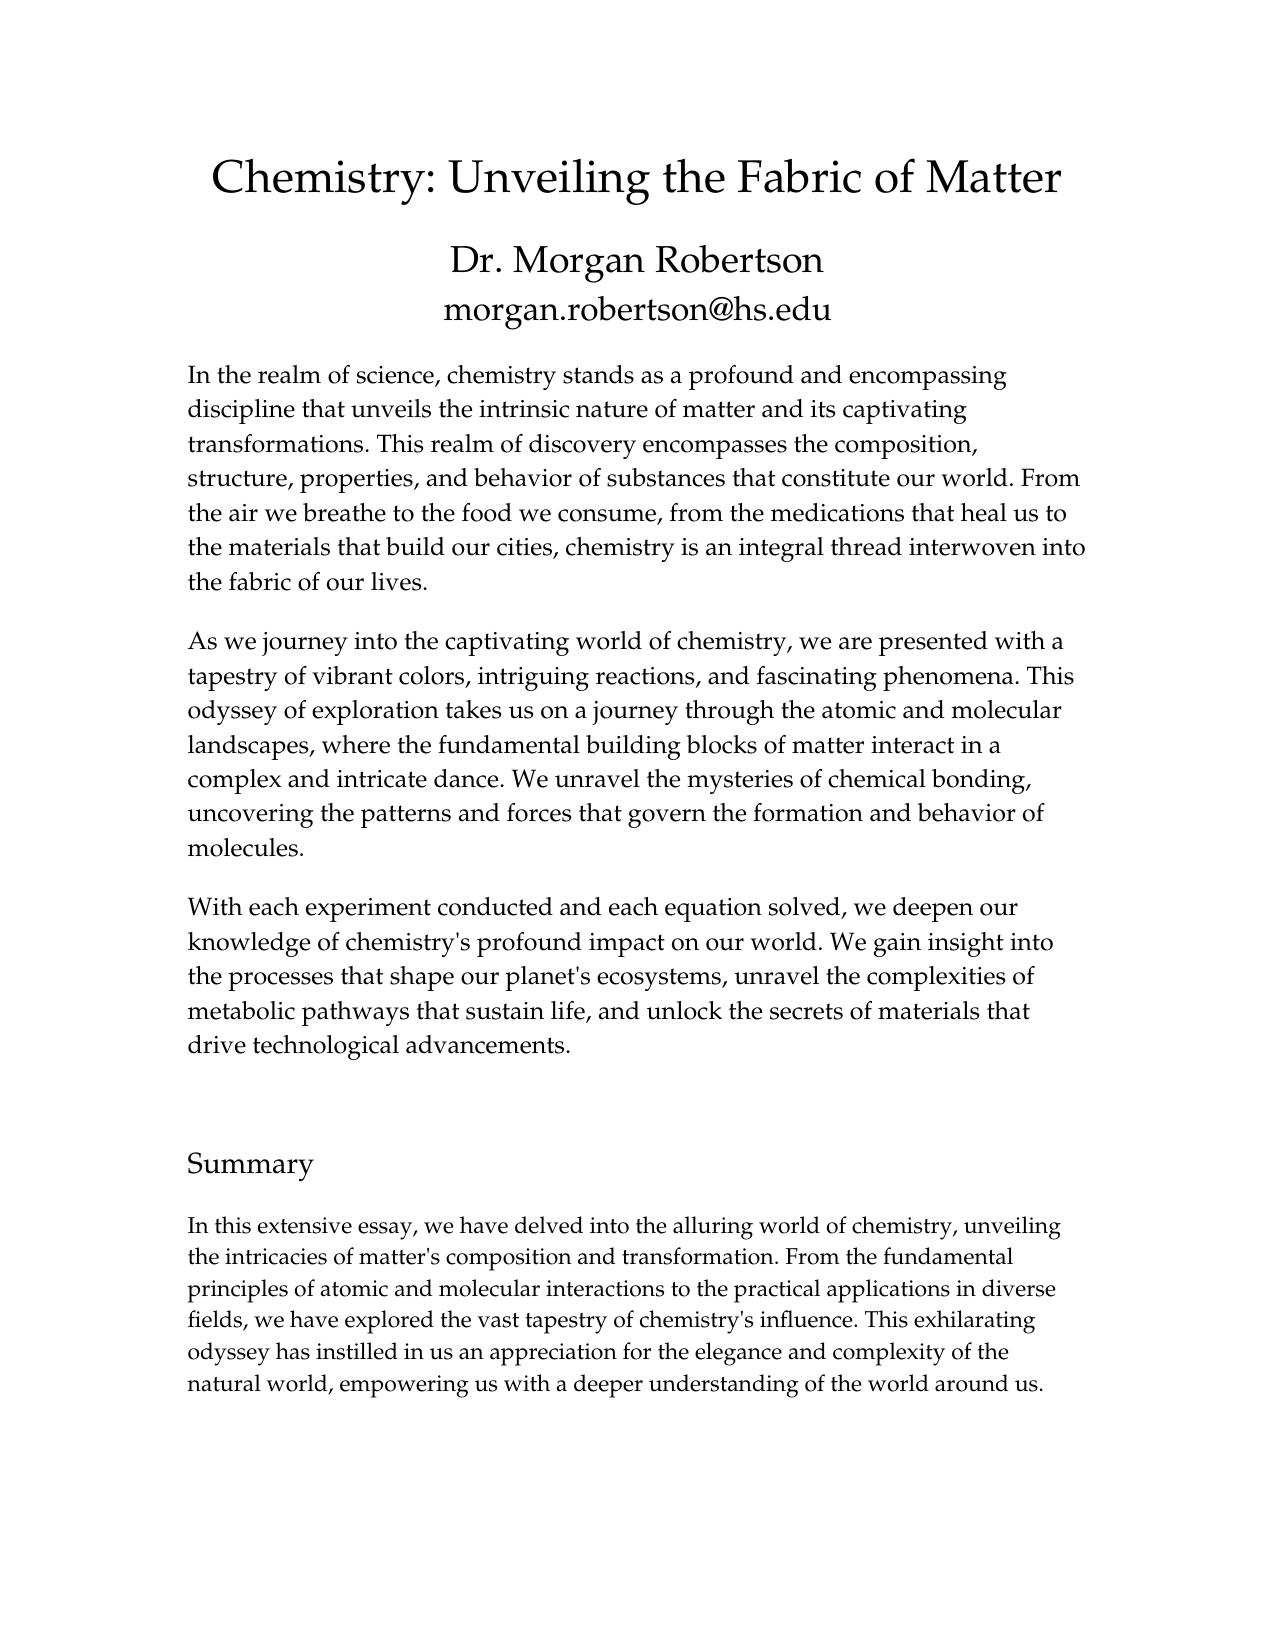 Chemistry: Unveiling the Fabric of Matter
Dr. Morgan Robertson
morgan.robertson@hs.edu
In the realm of science, chemistry stands as a profound and encompassing
discipline that unveils the intrinsic nature of matter and its captivating
transformations. This realm of discovery encompasses the composition,
structure, properties, and behavior of substances that constitute our world. From
the air we breathe to the food we consume, from the medications that heal us to
the materials that build our cities, chemistry is an integral thread interwoven into
the fabric of our lives.
As we journey into the captivating world of chemistry, we are presented with a
tapestry of vibrant colors, intriguing reactions, and fascinating phenomena. This
odyssey of exploration takes us on a journey through the atomic and molecular
landscapes, where the fundamental building blocks of matter interact in a
complex and intricate dance. We unravel the mysteries of chemical bonding,
uncovering the patterns and forces that govern the formation and behavior of
molecules.
With each experiment conducted and each equation solved, we deepen our
knowledge of chemistry's profound impact on our world. We gain insight into
the processes that shape our planet's ecosystems, unravel the complexities of
metabolic pathways that sustain life, and unlock the secrets of materials that
drive technological advancements.
Summary
In this extensive essay, we have delved into the alluring world of chemistry, unveiling
the intricacies of matter's composition and transformation. From the fundamental
principles of atomic and molecular interactions to the practical applications in diverse
fields, we have explored the vast tapestry of chemistry's influence. This exhilarating
odyssey has instilled in us an appreciation for the elegance and complexity of the
natural world, empowering us with a deeper understanding of the world around us.